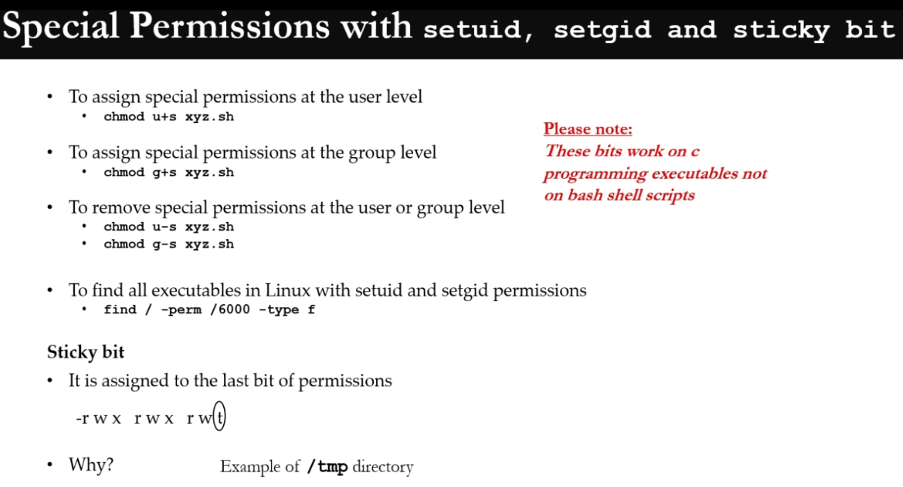 Special Permissions with setuid, setgid and sticky bit
• To assign special permissions at the user level
• chmod u+s xyz.sh
• To assign special permissions at the group level
• chmod g+s xyz.sh
• To remove special permissions at the user or group level
• chmod u-s xyz.sh
• chmod g-s xyz.sh
Please note:
These bits work on c
programming executables not
on bash shell scripts
• To find all executables in Linux with setuid and setgid permissions
• find / -perm /6000 -type f
Sticky bit
• It is assigned to the last bit of permissions
-r w x r w x r w t
• Why? Example of /tmp directory